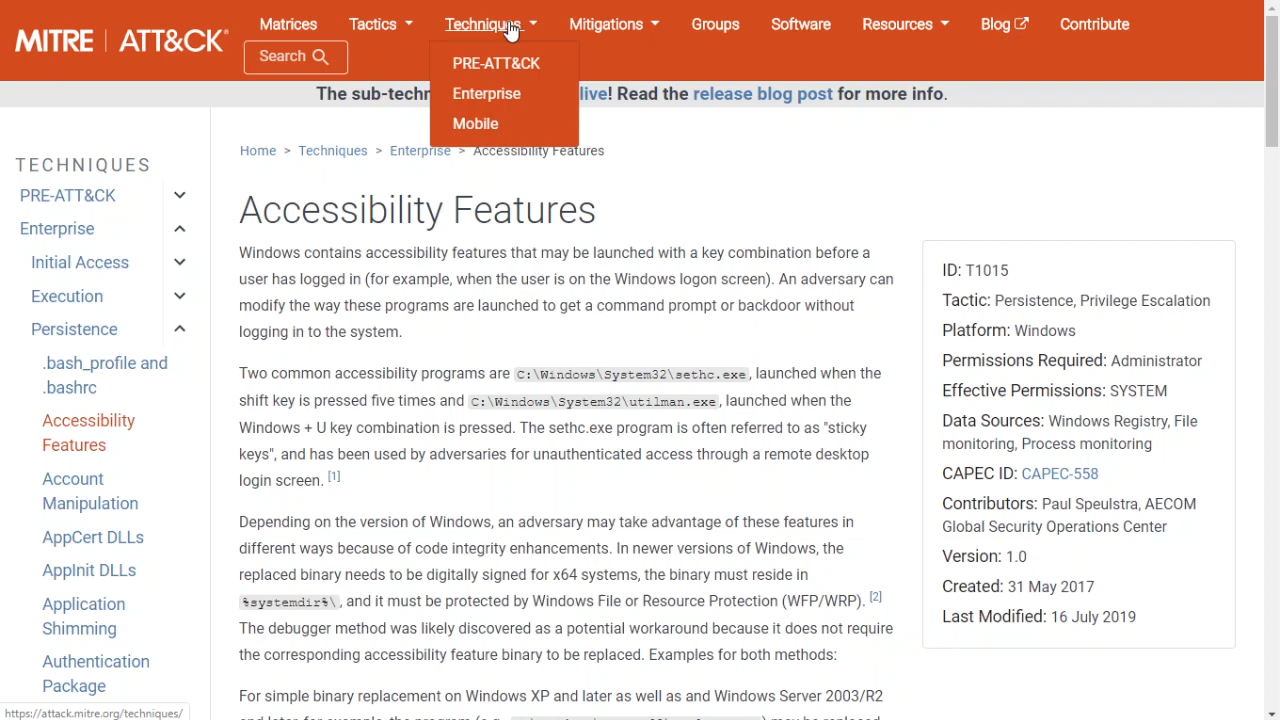 MITRE | ATT&CK®
Matrices Tactics Techniques Mitigations Groups Software Resources Blog Contribute
Search
PRE-ATT&CK
Enterprise
Mobile
The sub-techn live! Read the release blog post for more info.
TECHNIQUES
PRE-ATT&CK
Enterprise
Initial Access
Execution
Persistence
.bash_profile and
.bashrc
Accessibility
Features
Account
Manipulation
AppCert DLLs
AppInit DLLs
Application
Shimming
Authentication
Package
https://attack.mitre.org/techniques/
Home > Techniques > Enterprise > Accessibility Features
Accessibility Features
Windows contains accessibility features that may be launched with a key combination before a
user has logged in (for example, when the user is on the Windows logon screen). An adversary can
modify the way these programs are launched to get a command prompt or backdoor without
logging in to the system.
Two common accessibility programs are C:\Windows\System32\sethc.exe, launched when the
shift key is pressed five times and C:\Windows\System32\utilman.exe, launched when the
Windows + U key combination is pressed. The sethc.exe program is often referred to as "sticky
keys", and has been used by adversaries for unauthenticated access through a remote desktop
login screen. [1]
Depending on the version of Windows, an adversary may take advantage of these features in
different ways because of code integrity enhancements. In newer versions of Windows, the
replaced binary needs to be digitally signed for x64 systems, the binary must reside in
%systemdir%\, and it must be protected by Windows File or Resource Protection (WFP/WRP). [2]
The debugger method was likely discovered as a potential workaround because it does not require
the corresponding accessibility feature binary to be replaced. Examples for both methods:
For simple binary replacement on Windows XP and later as well as and Windows Server 2003/R2
ID: T1015
Tactic: Persistence, Privilege Escalation
Platform: Windows
Permissions Required: Administrator
Effective Permissions: SYSTEM
Data Sources: Windows Registry, File
monitoring, Process monitoring
CAPEC ID: CAPEC-558
Contributors: Paul Speulstra, AECOM
Global Security Operations Center
Version: 1.0
Created: 31 May 2017
Last Modified: 16 July 2019